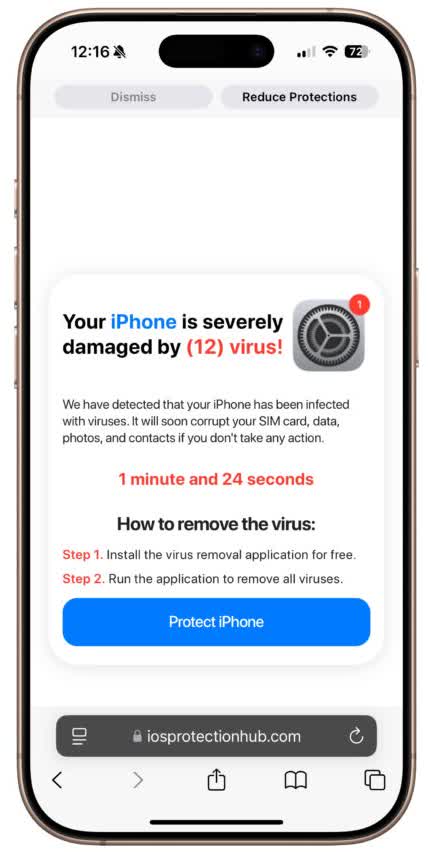 12:16
72
Dismiss
Reduce Protections
Your iPhone is severely
damaged by (12) virus!
1
We have detected that your iPhone has been infected
with viruses. It will soon corrupt your SIM card, data,
photos, and contacts if you don't take any action.
1 minute and 24 seconds
How to remove the virus:
Step 1. Install the virus removal application for free.
Step 2. Run the application to remove all viruses.
Protect iPhone
iosprotectionhub.com